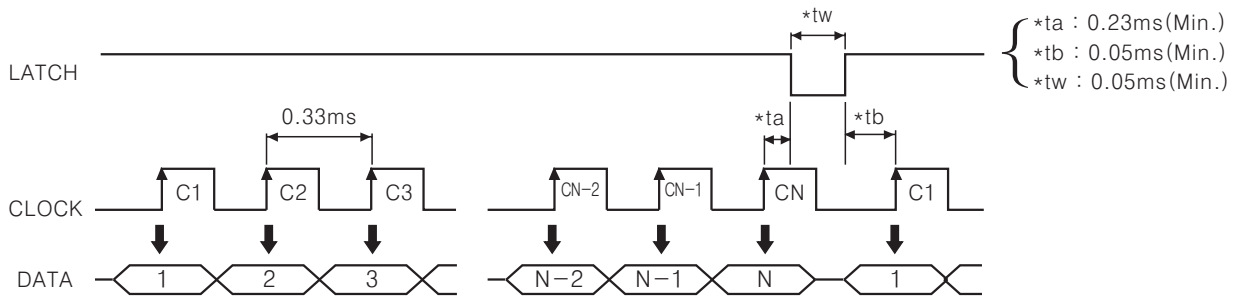 *tw
*ta : 0.23ms(Min.)
*tb : 0.05ms(Min.)
*tw : 0.05ms(Min.)
LATCH
0.33ms
*ta
*tb
CLOCK
C1 C2 C3 CN-2 CN-1 CN C1
DATA
1 2 3 N-2 N-1 N 1